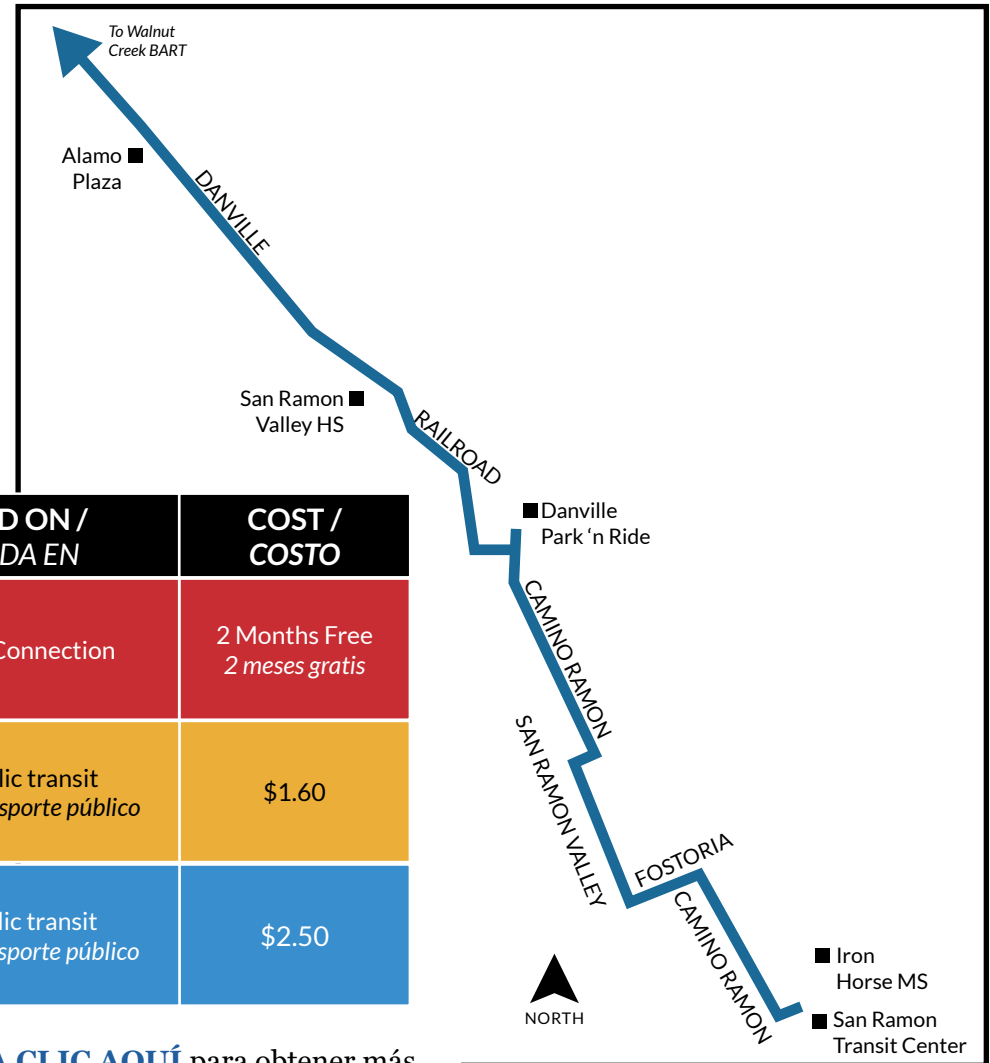 To Walnut
Creek BART
Alamo
Plaza
DANVILLE
San Ramon
Valley HS
RAILROAD
Danville
Park ‘n Ride
CAMINO RAMON
SAN RAMON VALLEY
FOSTORIA
CAMINO RAMON
Iron
Horse MS
San Ramon
Transit Center
NORTH
D ON /
DA EN
COST /
COSTO
Connection
2 Months Free
2 meses gratis
lic transit
sporte público
$1.60
lic transit
sporte público
$2.50
A CLIC AQUÍ para obtener más